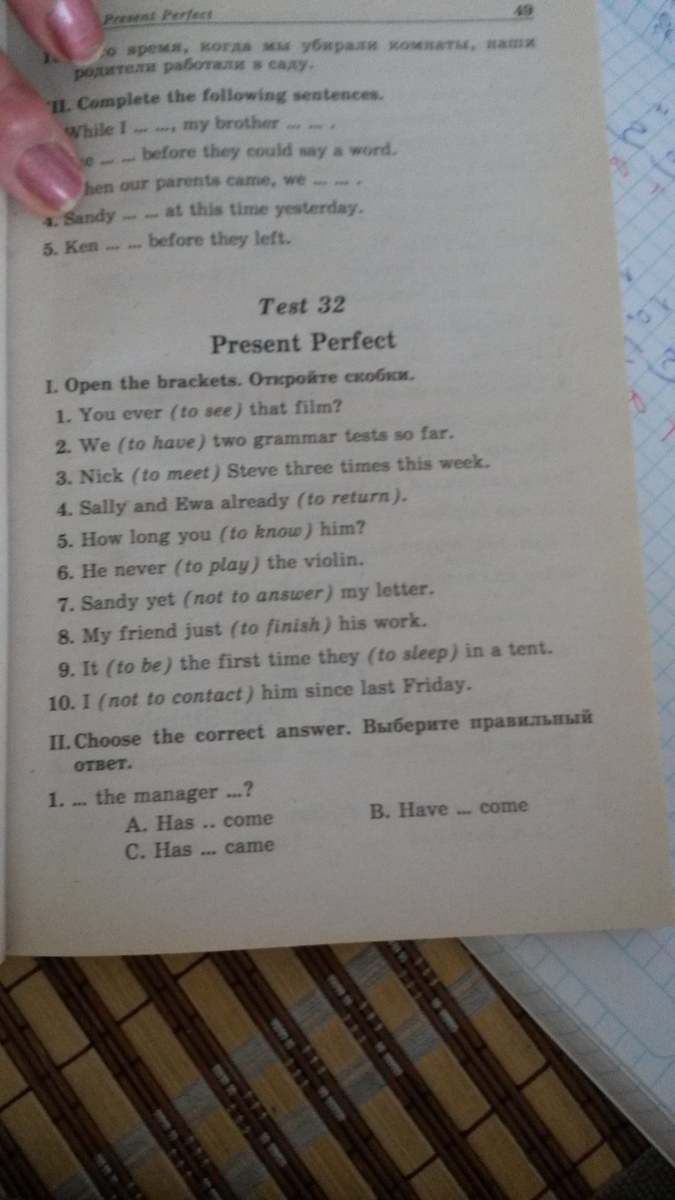 Present Perfect 49
время, когда мы убирали комнаты, наши
родители работали в саду.
II. Complete the following sentences.
While I ... ..., my brother ... ... .
... ... before they could say a word.
hen our parents came, we ... ... .
4. Sandy ... ... at this time yesterday.
5. Ken ... ... before they left.
Test 32
Present Perfect
I. Open the brackets. Откройте скобки.
1. You ever (to see) that film?
2. We (to have) two grammar tests so far.
3. Nick (to meet) Steve three times this week.
4. Sally and Ewa already (to return).
5. How long you (to know) him?
6. He never (to play) the violin.
7. Sandy yet (not to answer) my letter.
8. My friend just (to finish) his work.
9. It (to be) the first time they (to sleep) in a tent.
10. I (not to contact) him since last Friday.
II. Choose the correct answer. Выберите правильный
ответ.
1. ... the manager ...?
A. Has .. come B. Have ... come
C. Has ... came